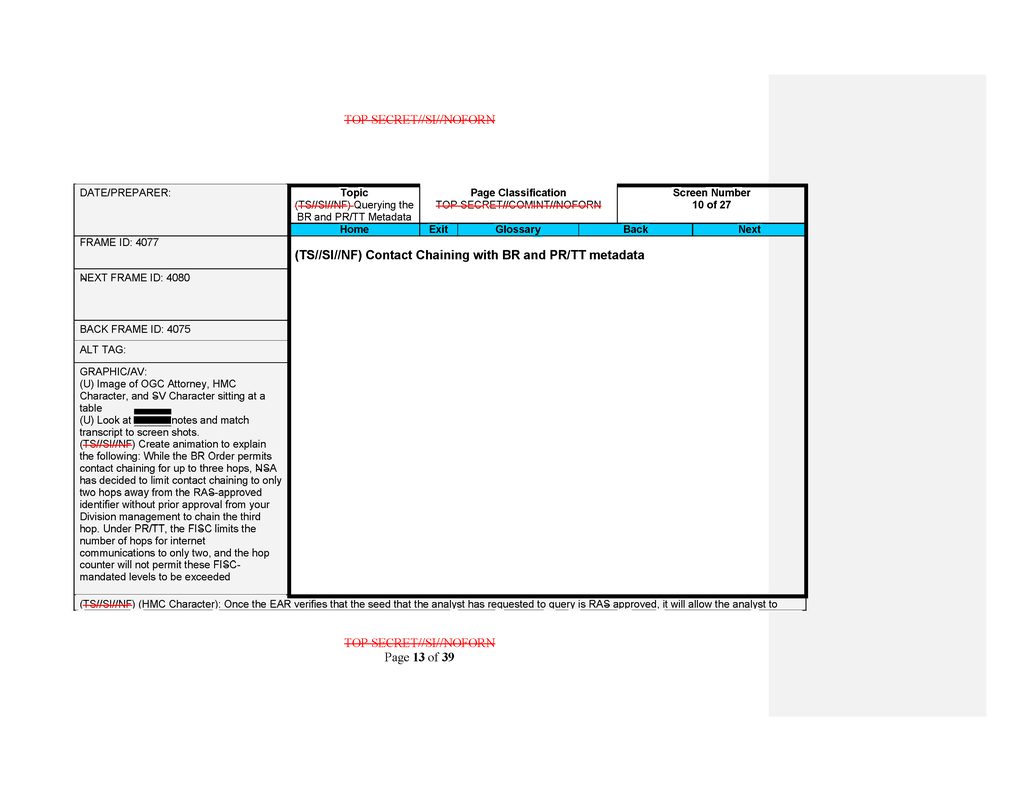 TOP SECRET//SI//NOFORN
DATE/PREPARER:
Topic
(TS//SI//NF) Querying the
BR and PR/TT Metadata
Page Classification
TOP SECRET//COMINT//NOFORN
Screen Number
10 of 27
Home Exit Glossary Back Next
FRAME ID: 4077
NEXT FRAME ID: 4080
BACK FRAME ID: 4075
ALT TAG:
GRAPHIC/AV:
(U) Image of OGC Attorney, HMC
Character, and SV Character sitting at a
table
(U) Look at notes and match
transcript to screen shots.
(TS//SI//NF) Create animation to explain
the following: While the BR Order permits
contact chaining for up to three hops, NSA
has decided to limit contact chaining to only
two hops away from the RAS-approved
identifier without prior approval from your
Division management to chain the third
hop. Under PR/TT, the FISC limits the
number of hops for internet
communications to only two, and the hop
counter will not permit these FISC-
mandated levels to be exceeded
(TS//SI//NF) Contact Chaining with BR and PR/TT metadata
(TS//SI//NF) (HMC Character): Once the EAR verifies that the seed that the analyst has requested to query is RAS approved, it will allow the analyst to
TOP SECRET//SI//NOFORN
Page 13 of 39